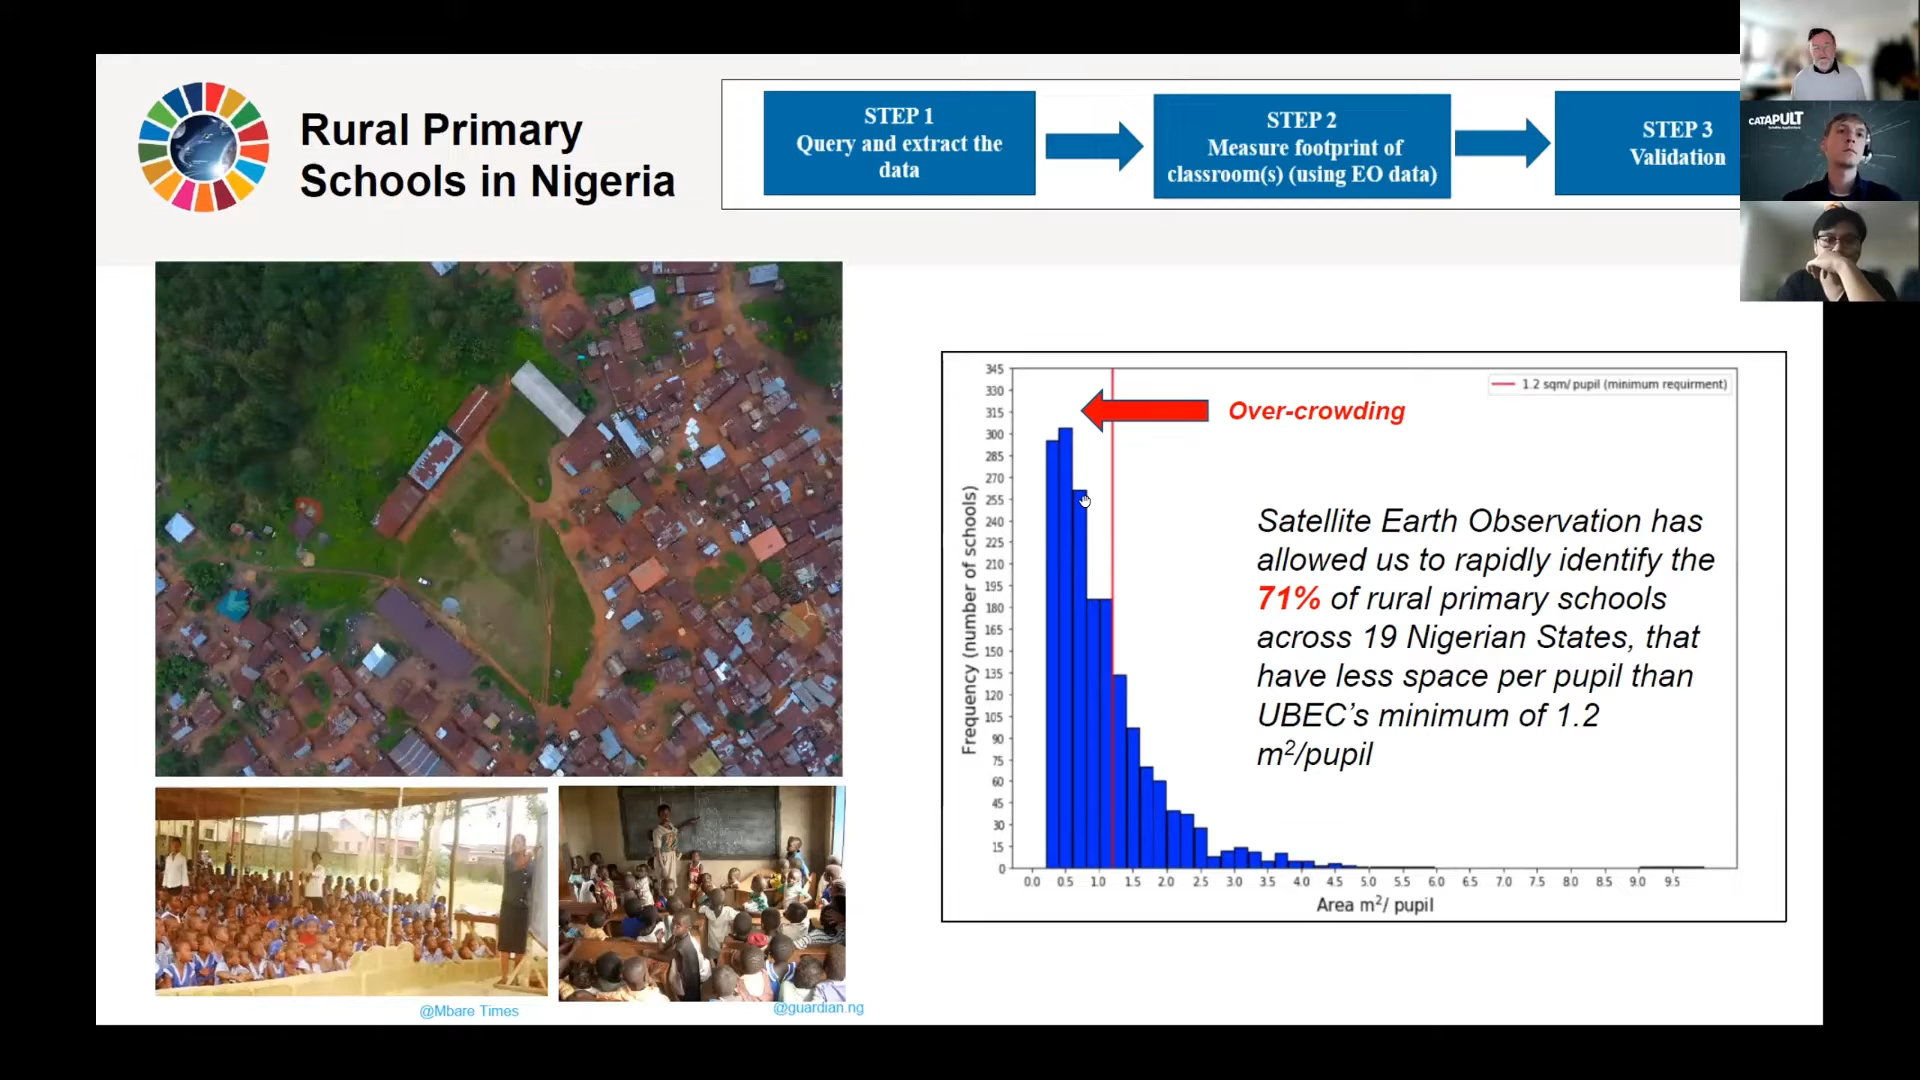 Rural Primary
Schools in Nigeria
STEP 1
Query and extract the
data
STEP 2
Measure footprint of
classroom(s) (using EO data)
STEP 3
Validation
CATAPULT
1.2 sqm/ pupil (minimum requirment)
Over-crowding
Satellite Earth Observation has
allowed us to rapidly identify the
71% of rural primary schools
across 19 Nigerian States, that
have less space per pupil than
UBEC's minimum of 1.2
m²/pupil
Frequency (number of schools)
345
330
315
300
285
270
255
240
225
210
195
180
165
150
135
120
105
90
75
60
45
30
15
0
0.0 0.5 1.0 1.5 2.0 2.5 3.0 3.5 4.0 4.5 5.0 5.5 6.0 6.5 7.0 7.5 8.0 8.5 9.0 9.5
Area m²/ pupil
@Mbare Times
@guardian.ng